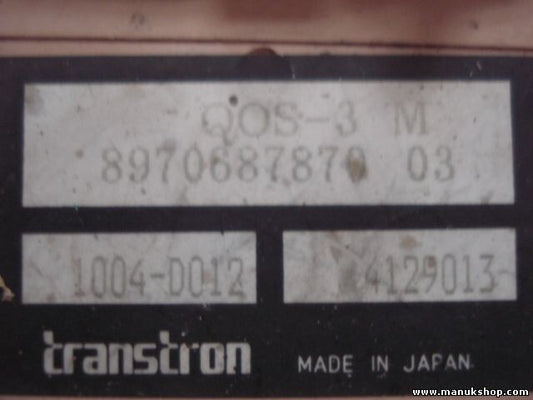 QOS-3 M
8970687870 03
1004-D012
4129013
transtron MADE IN JAPAN
www.manukshop.com